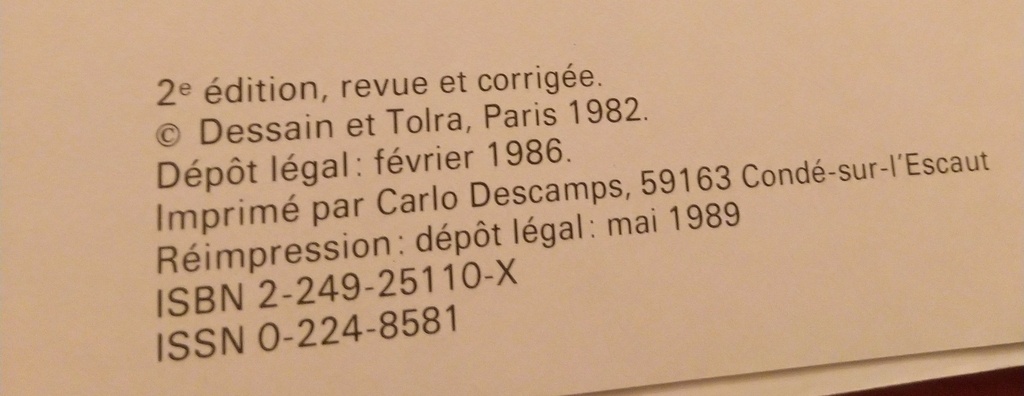 2e édition, revue et corrigée.
© Dessain et Tolra, Paris 1982.
Dépôt légal : février 1986.
Imprimé par Carlo Descamps, 59163 Condé-sur-l'Escaut
Réimpression : dépôt légal : mai 1989
ISBN 2-249-25110-X
ISSN 0-224-8581